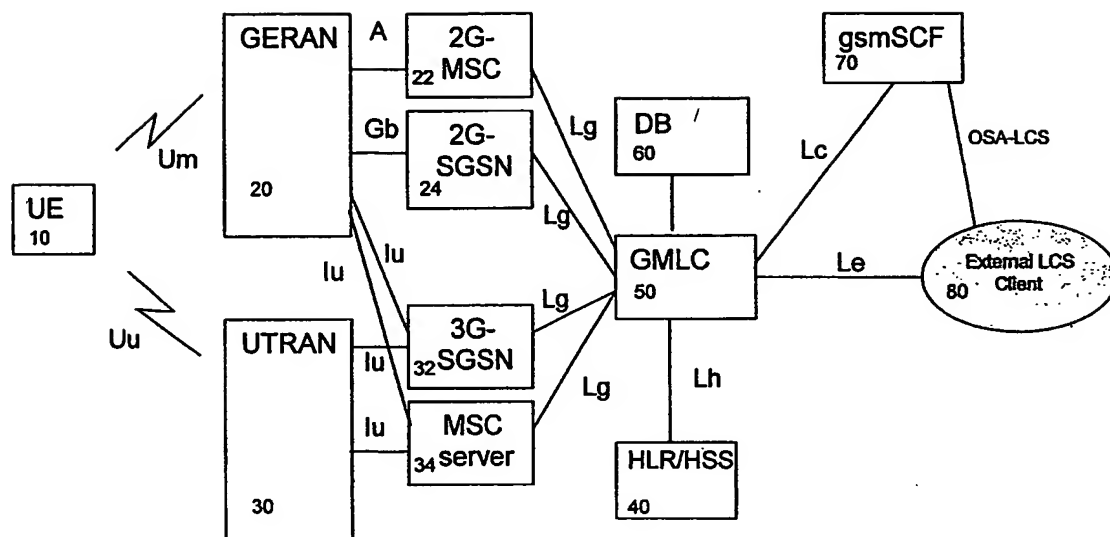 GERAN
20
A
2G-
MSC
22
gsmSCF
70
Um
Gb
2G-
SGSN
24
Lg
DB
60
Lc
OSA-LCS
UE
10
Lg
Iu
Iu
GMLC
50
Le
External LCS
Client
80
Uu
UTRAN
30
Iu
3G-
SGSN
32
Lg
Lg
Lh
Iu
MSC
server
34
HLR/HSS
40